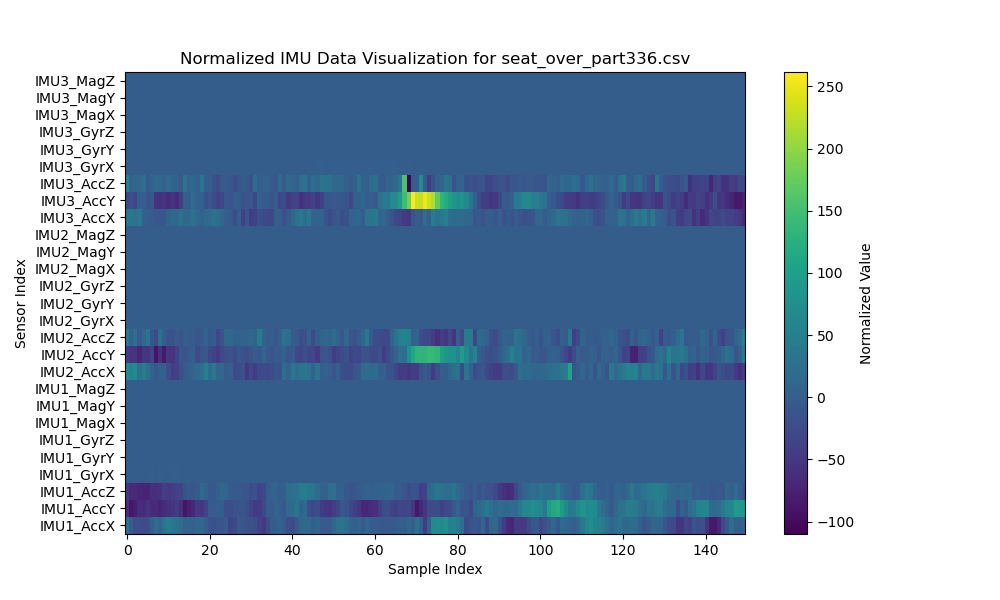 Normalized IMU Data Visualization for seat_over_part336.csv
IMU3_MagZ
IMU3_MagY
IMU3_MagX
IMU3_GyrZ
IMU3_GyrY
IMU3_GyrX
IMU3_AccZ
IMU3_AccY
IMU3_AccX
IMU2_MagZ
IMU2_MagY
IMU2_MagX
IMU2_GyrZ
IMU2_GyrY
IMU2_GyrX
IMU2_AccZ
IMU2_AccY
IMU2_AccX
IMU1_MagZ
IMU1_MagY
IMU1_MagX
IMU1_GyrZ
IMU1_GyrY
IMU1_GyrX
IMU1_AccZ
IMU1_AccY
IMU1_AccX
Sensor Index
0 20 40 60 80 100 120 140
Sample Index
250
200
150
100
50
0
−50
−100
Normalized Value